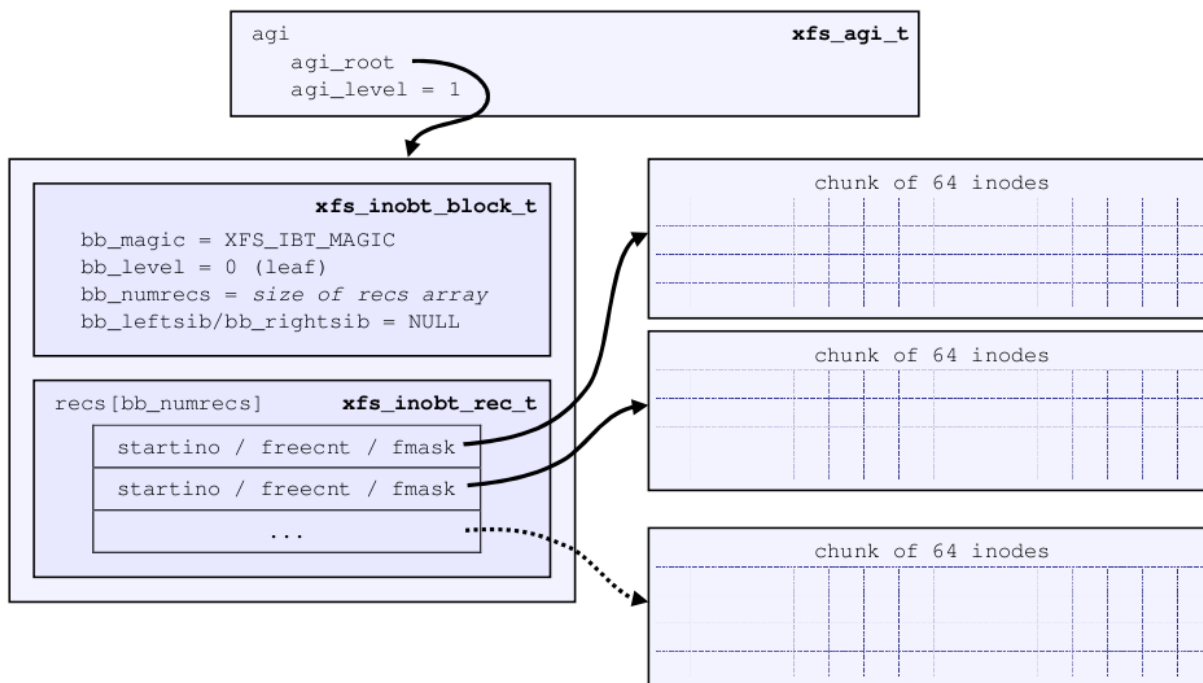 agi xfs_agi_t
agi_root
agi_level = 1
xfs_inobt_block_t
bb_magic = XFS_IBT_MAGIC
bb_level = 0 (leaf)
bb_numrecs = size of recs array
bb_leftsib/bb_rightsib = NULL
recs[bb_numrecs] xfs_inobt_rec_t
startino / freecnt / fmask
startino / freecnt / fmask
...
chunk of 64 inodes
chunk of 64 inodes
chunk of 64 inodes